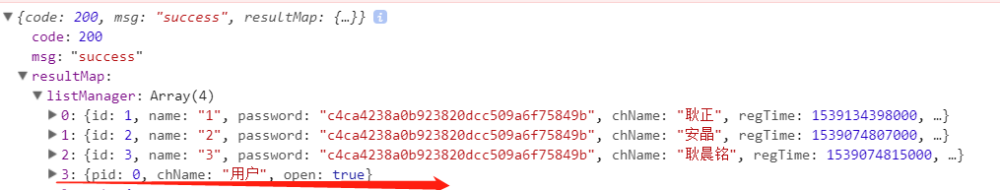 {code: 200, msg: "success", resultMap: {…}}
code: 200
msg: "success"
resultMap:
listManager: Array(4)
0: {id: 1, name: "1", password: "c4ca4238a0b923820dcc509a6f75849b", chName: "耿正", regTime: 1539134398000, …}
1: {id: 2, name: "2", password: "c4ca4238a0b923820dcc509a6f75849b", chName: "安晶", regTime: 1539074807000, …}
2: {id: 3, name: "3", password: "c4ca4238a0b923820dcc509a6f75849b", chName: "耿晨铭", regTime: 1539074815000, …}
3: {pid: 0, chName: "用户", open: true}